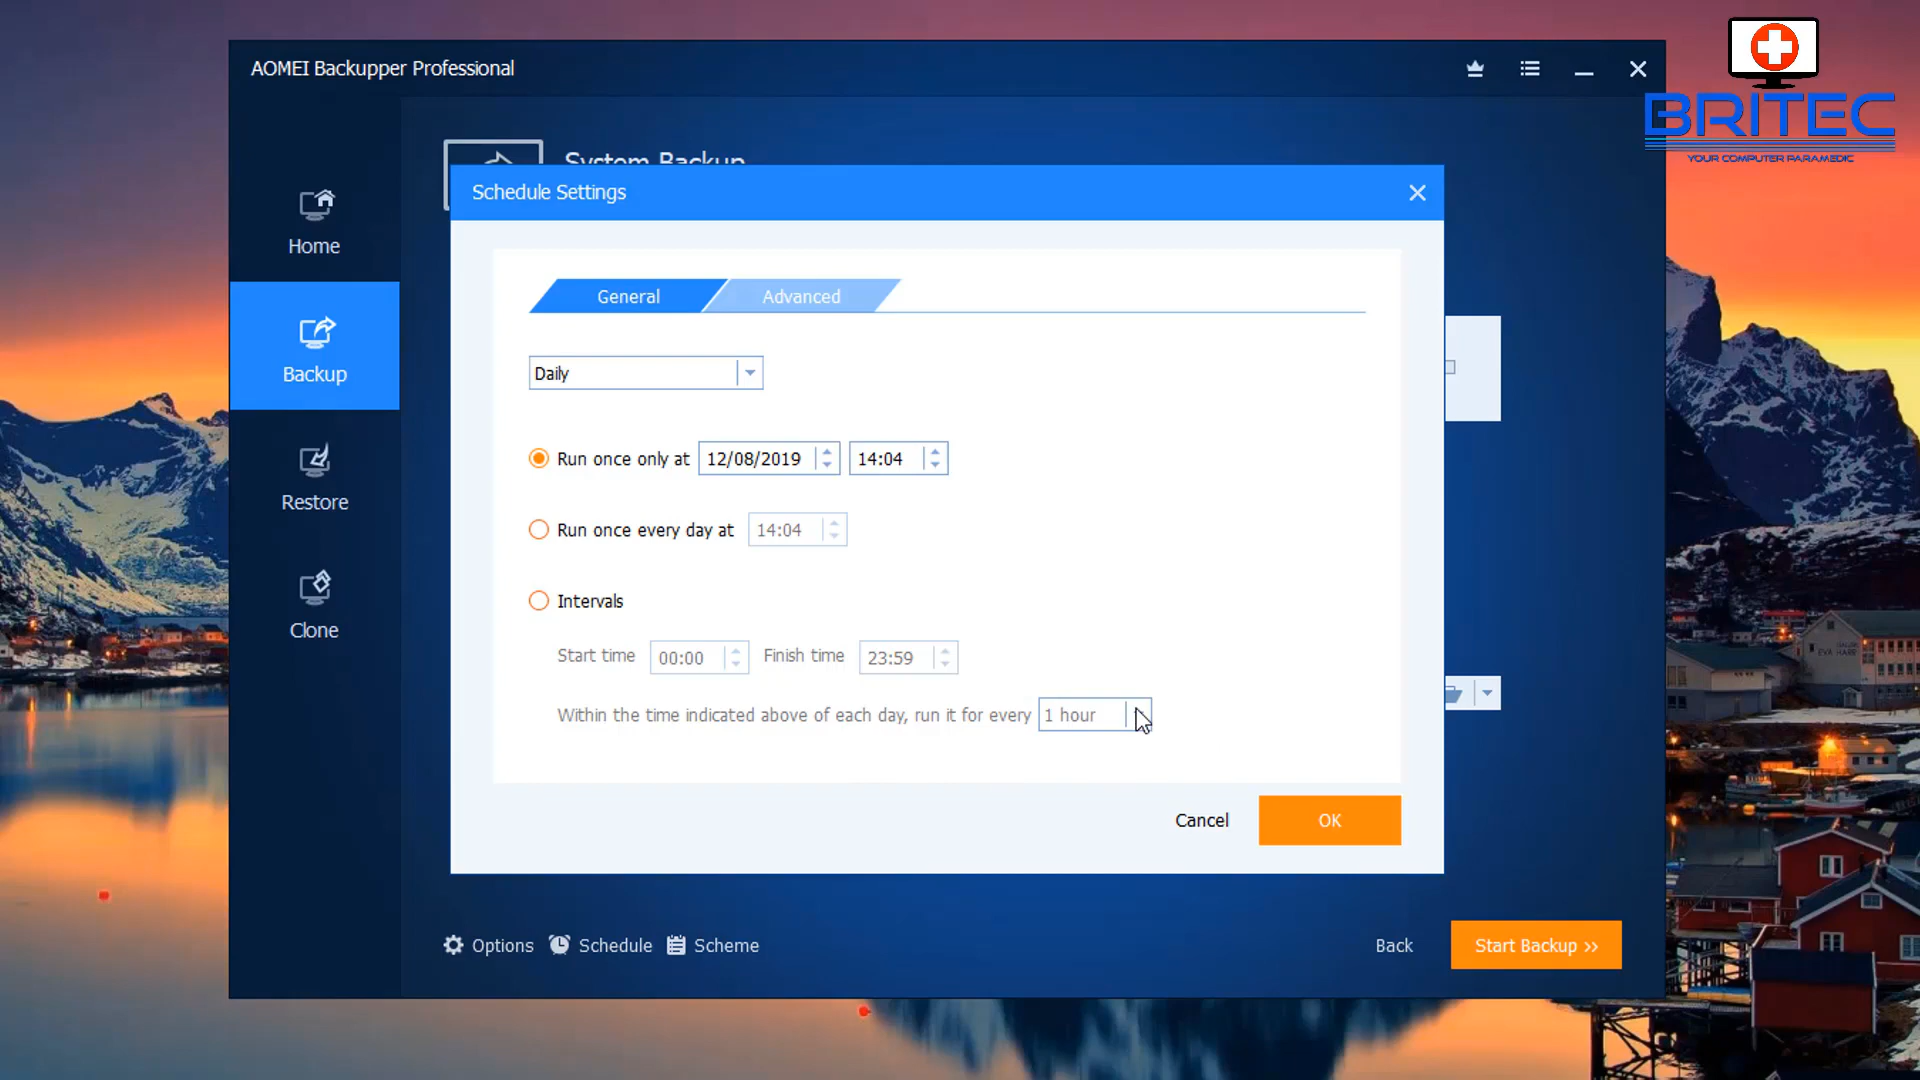 AOMEI Backupper Professional
BRITEC
YOUR COMPUTER PARAMEDIC
System Backup
Schedule Settings
Home
General
Advanced
Backup
Daily
Run once only at 12/08/2019 14:04
Restore
Run once every day at 14:04
Intervals
Clone
Start time 00:00 Finish time 23:59
Within the time indicated above of each day, run it for every 1 hour
Cancel
OK
Options
Schedule
Scheme
Back
Start Backup >>